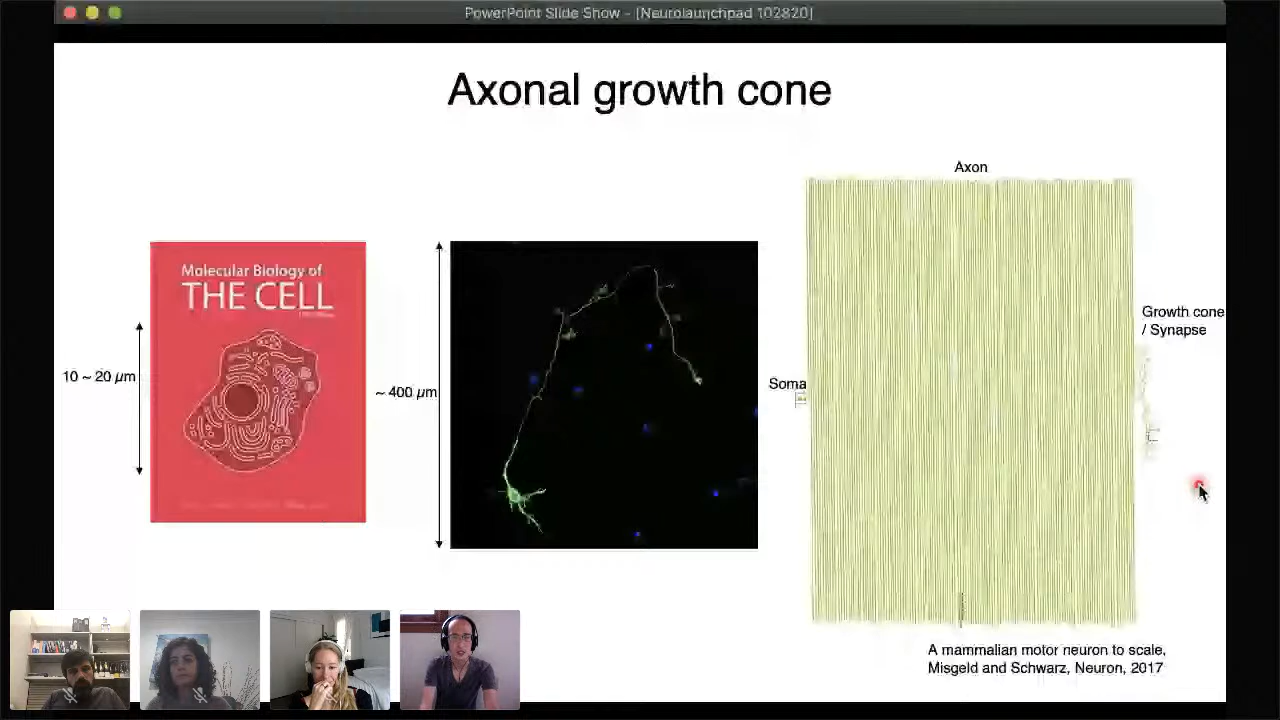 PowerPoint Slide Show - [Neurolaunchpad 102820]
Axonal growth cone
Molecular Biology of
THE CELL
10 ~ 20 µm
~ 400 µm
Axon
Soma
Growth cone
/ Synapse
A mammalian motor neuron to scale,
Misgeld and Schwarz, Neuron, 2017